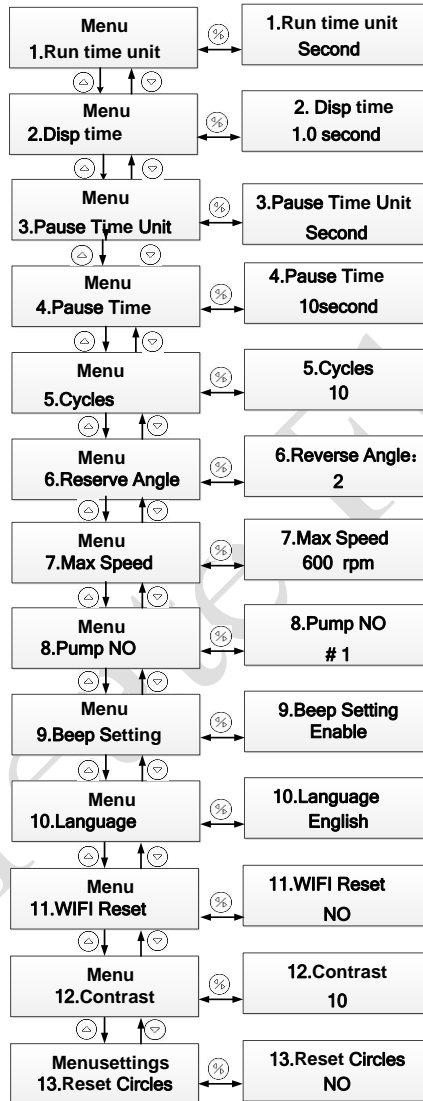 Menu
1.Run time unit
1.Run time unit
Second
Menu
2.Disp time
2. Disp time
1.0 second
Menu
3.Pause Time Unit
3.Pause Time Unit
Second
Menu
4.Pause Time
4.Pause Time
10second
Menu
5.Cycles
5.Cycles
10
Menu
6.Reserve Angle
6.Reverse Angle：
2
Menu
7.Max Speed
7.Max Speed
600 rpm
Menu
8.Pump NO
8.Pump NO
# 1
Menu
9.Beep Setting
9.Beep Setting
Enable
Menu
10.Language
10.Language
English
Menu
11.WIFI Reset
11.WIFI Reset
NO
Menu
12.Contrast
12.Contrast
10
Menusettings
13.Reset Circles
13.Reset Circles
NO